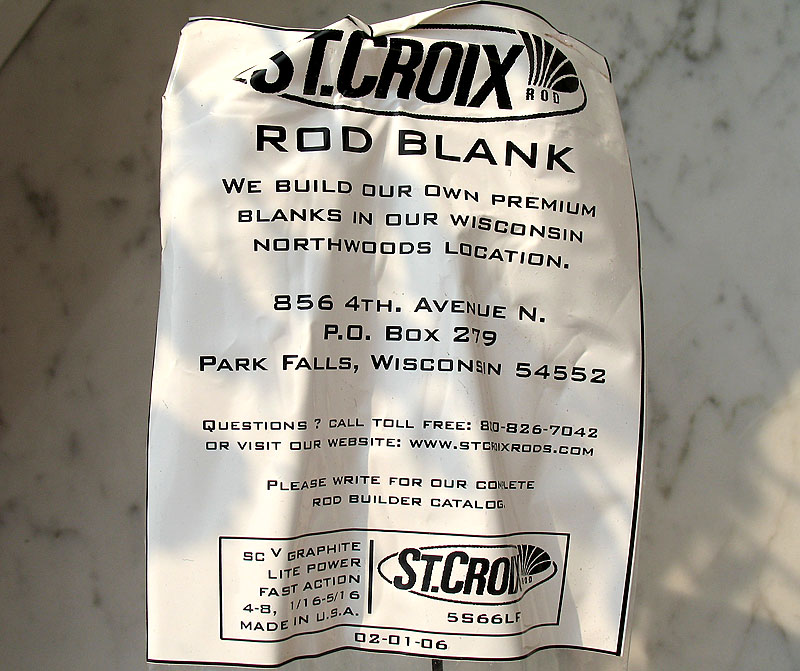 ST.CROIX
ROD
ROD BLANK
WE BUILD OUR OWN PREMIUM
BLANKS IN OUR WISCONSIN
NORTHWOODS LOCATION.
856 4TH. AVENUE N.
P.O. BOX 279
PARK FALLS, WISCONSIN 54552
QUESTIONS ? CALL TOLL FREE: 800-826-7042
OR VISIT OUR WEBSITE: WWW.STCROIXRODS.COM
PLEASE WRITE FOR OUR COMPLETE
ROD BUILDER CATALOG.
SC V GRAPHITE
LITE POWER
FAST ACTION
4-8, 1/16-5/16
MADE IN U.S.A.
ST.CROIX
ROD
5S66LF
02-01-06